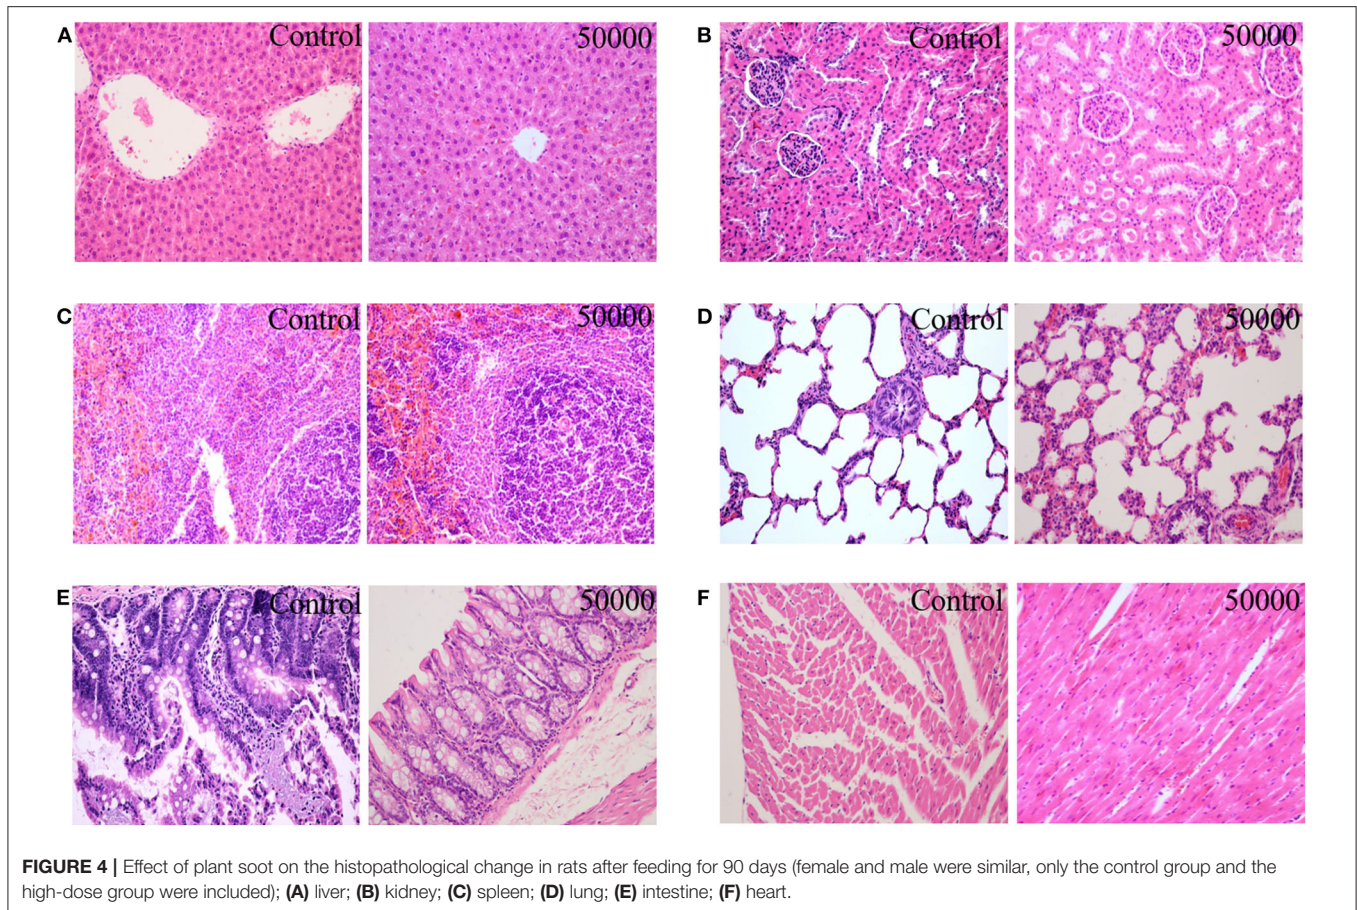 A Control 50000 B Control 50000
C Control 50000 D Control 50000
E Control 50000 F Control 50000
FIGURE 4 | Effect of plant soot on the histopathological change in rats after feeding for 90 days (female and male were similar, only the control group and the
high-dose group were included); (A) liver; (B) kidney; (C) spleen; (D) lung; (E) intestine; (F) heart.